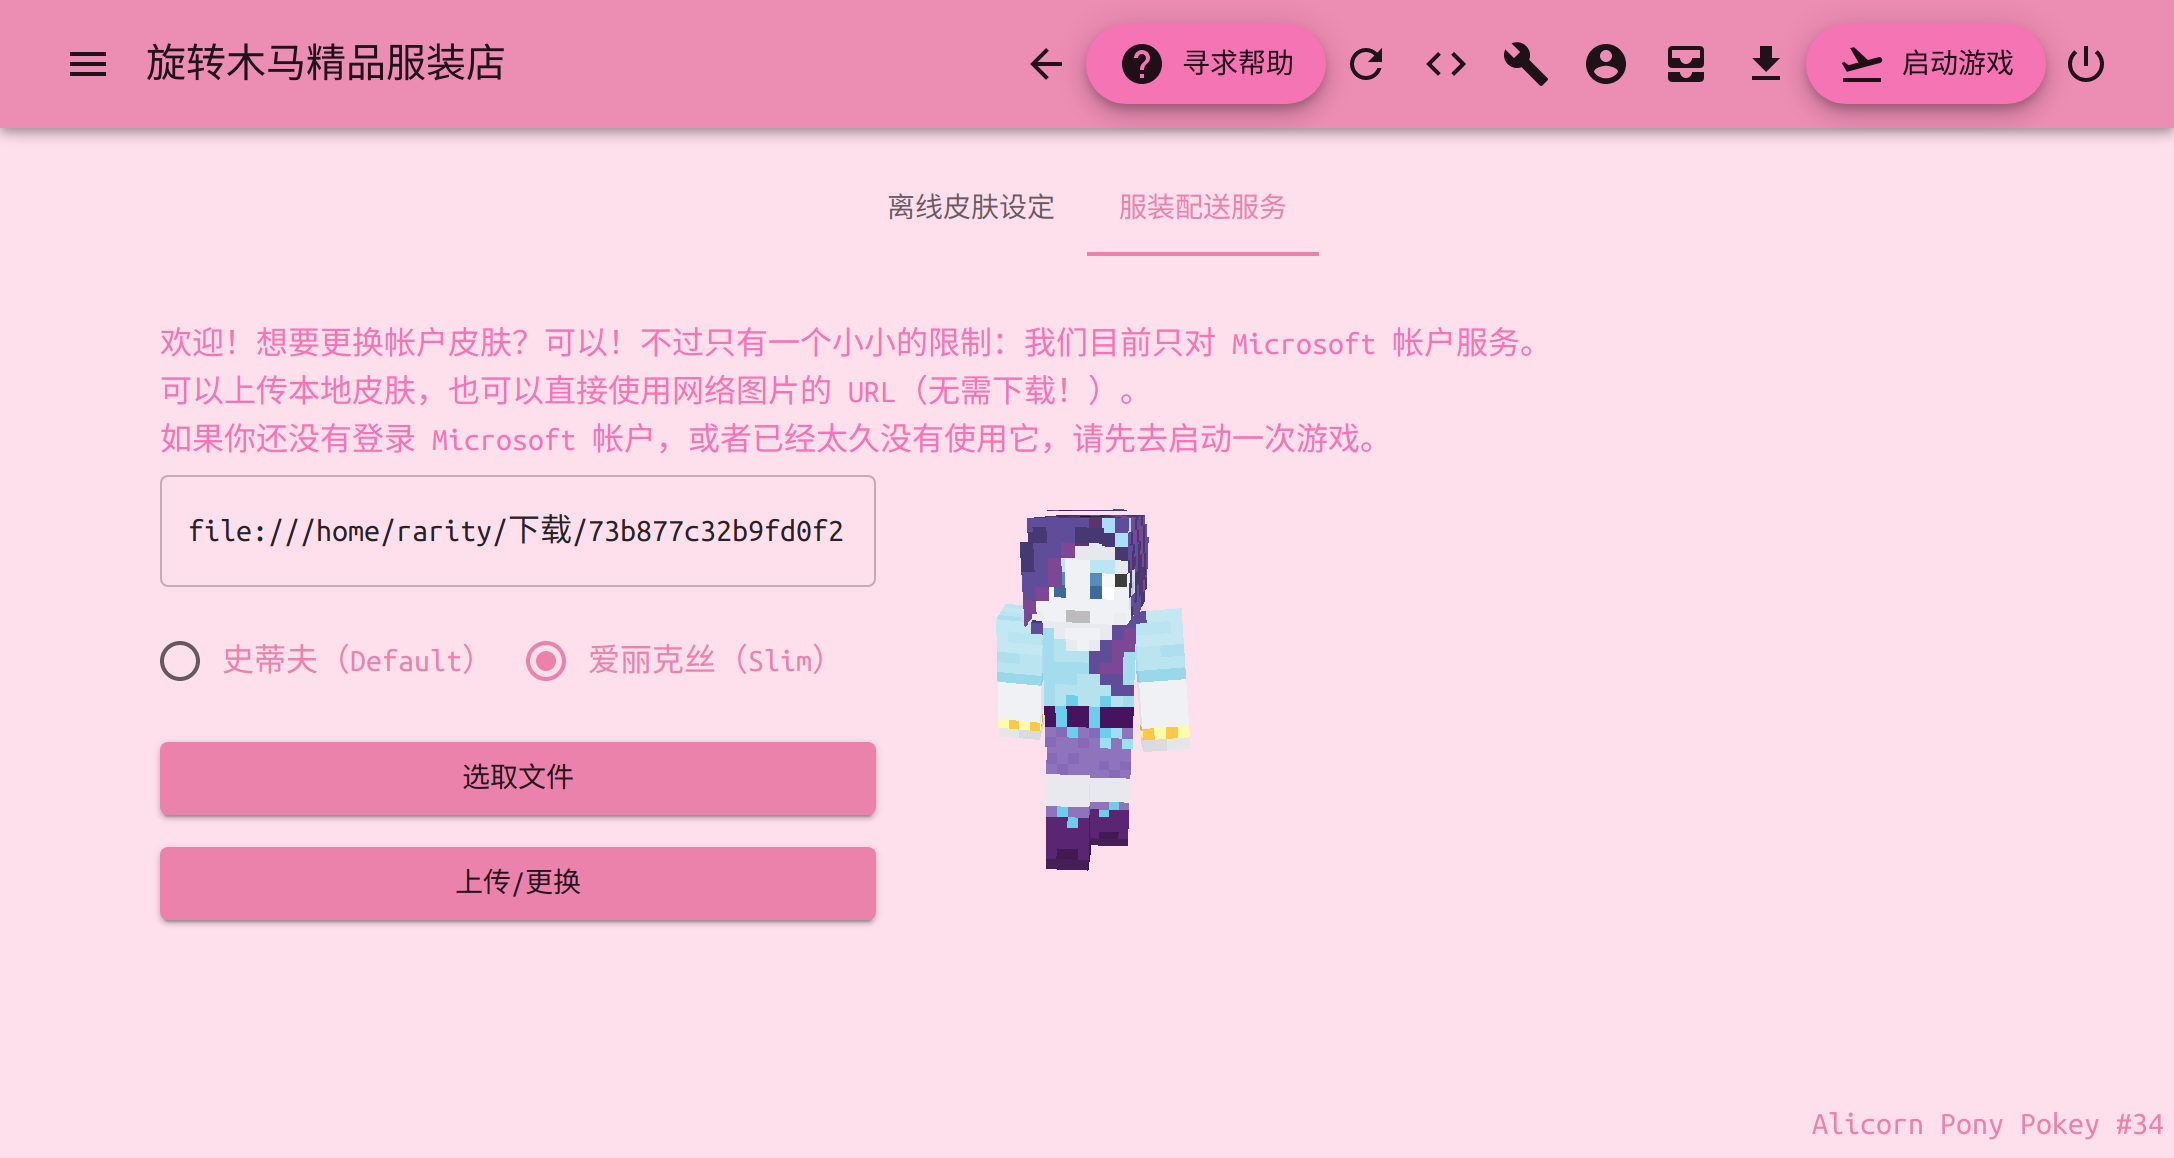 旋转木马精品服装店
寻求帮助
启动游戏
离线皮肤设定
服装配送服务
欢迎！想要更换帐户皮肤？可以！不过只有一个小小的限制：我们目前只对 Microsoft 帐户服务。
可以上传本地皮肤，也可以直接使用网络图片的 URL（无需下载！）。
如果你还没有登录 Microsoft 帐户，或者已经太久没有使用它，请先去启动一次游戏。
file:///home/rarity/下载/73b877c32b9fd0f2
史蒂夫（Default）
爱丽克丝（Slim）
选取文件
上传/更换
Alicorn Pony Pokey #34